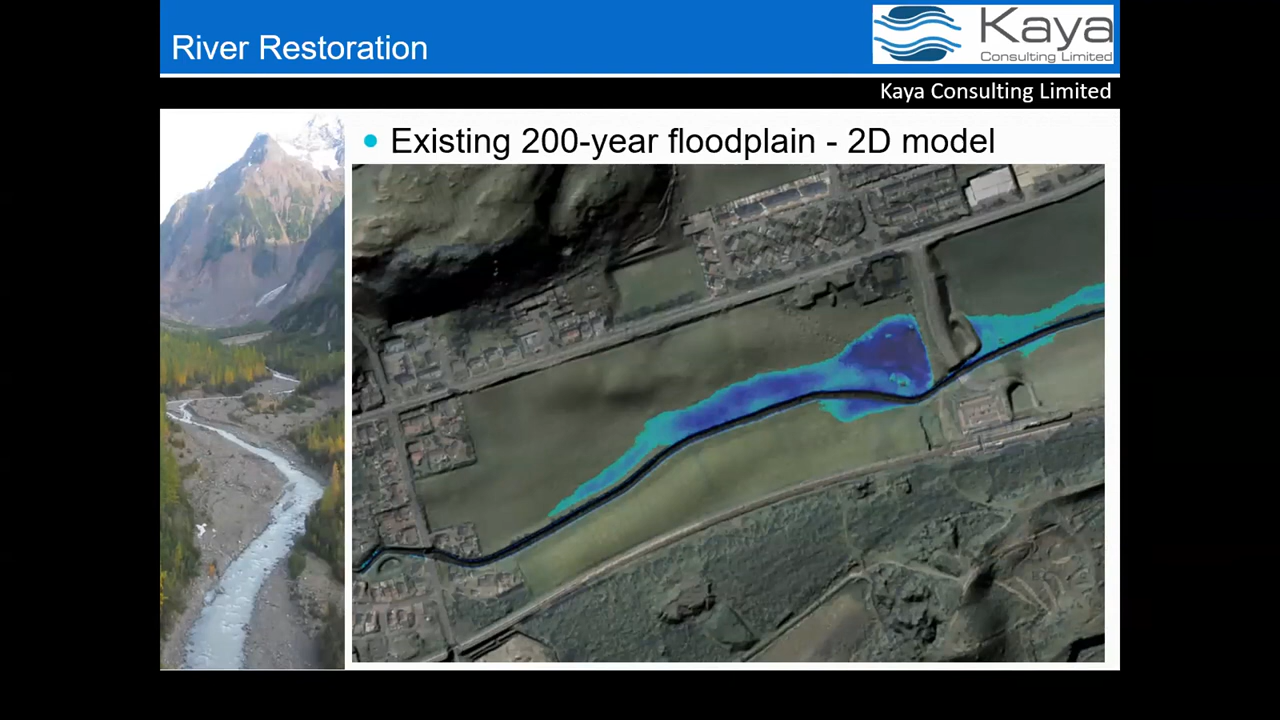 River Restoration
Kaya
Consulting Limited
Kaya Consulting Limited
Existing 200-year floodplain - 2D model